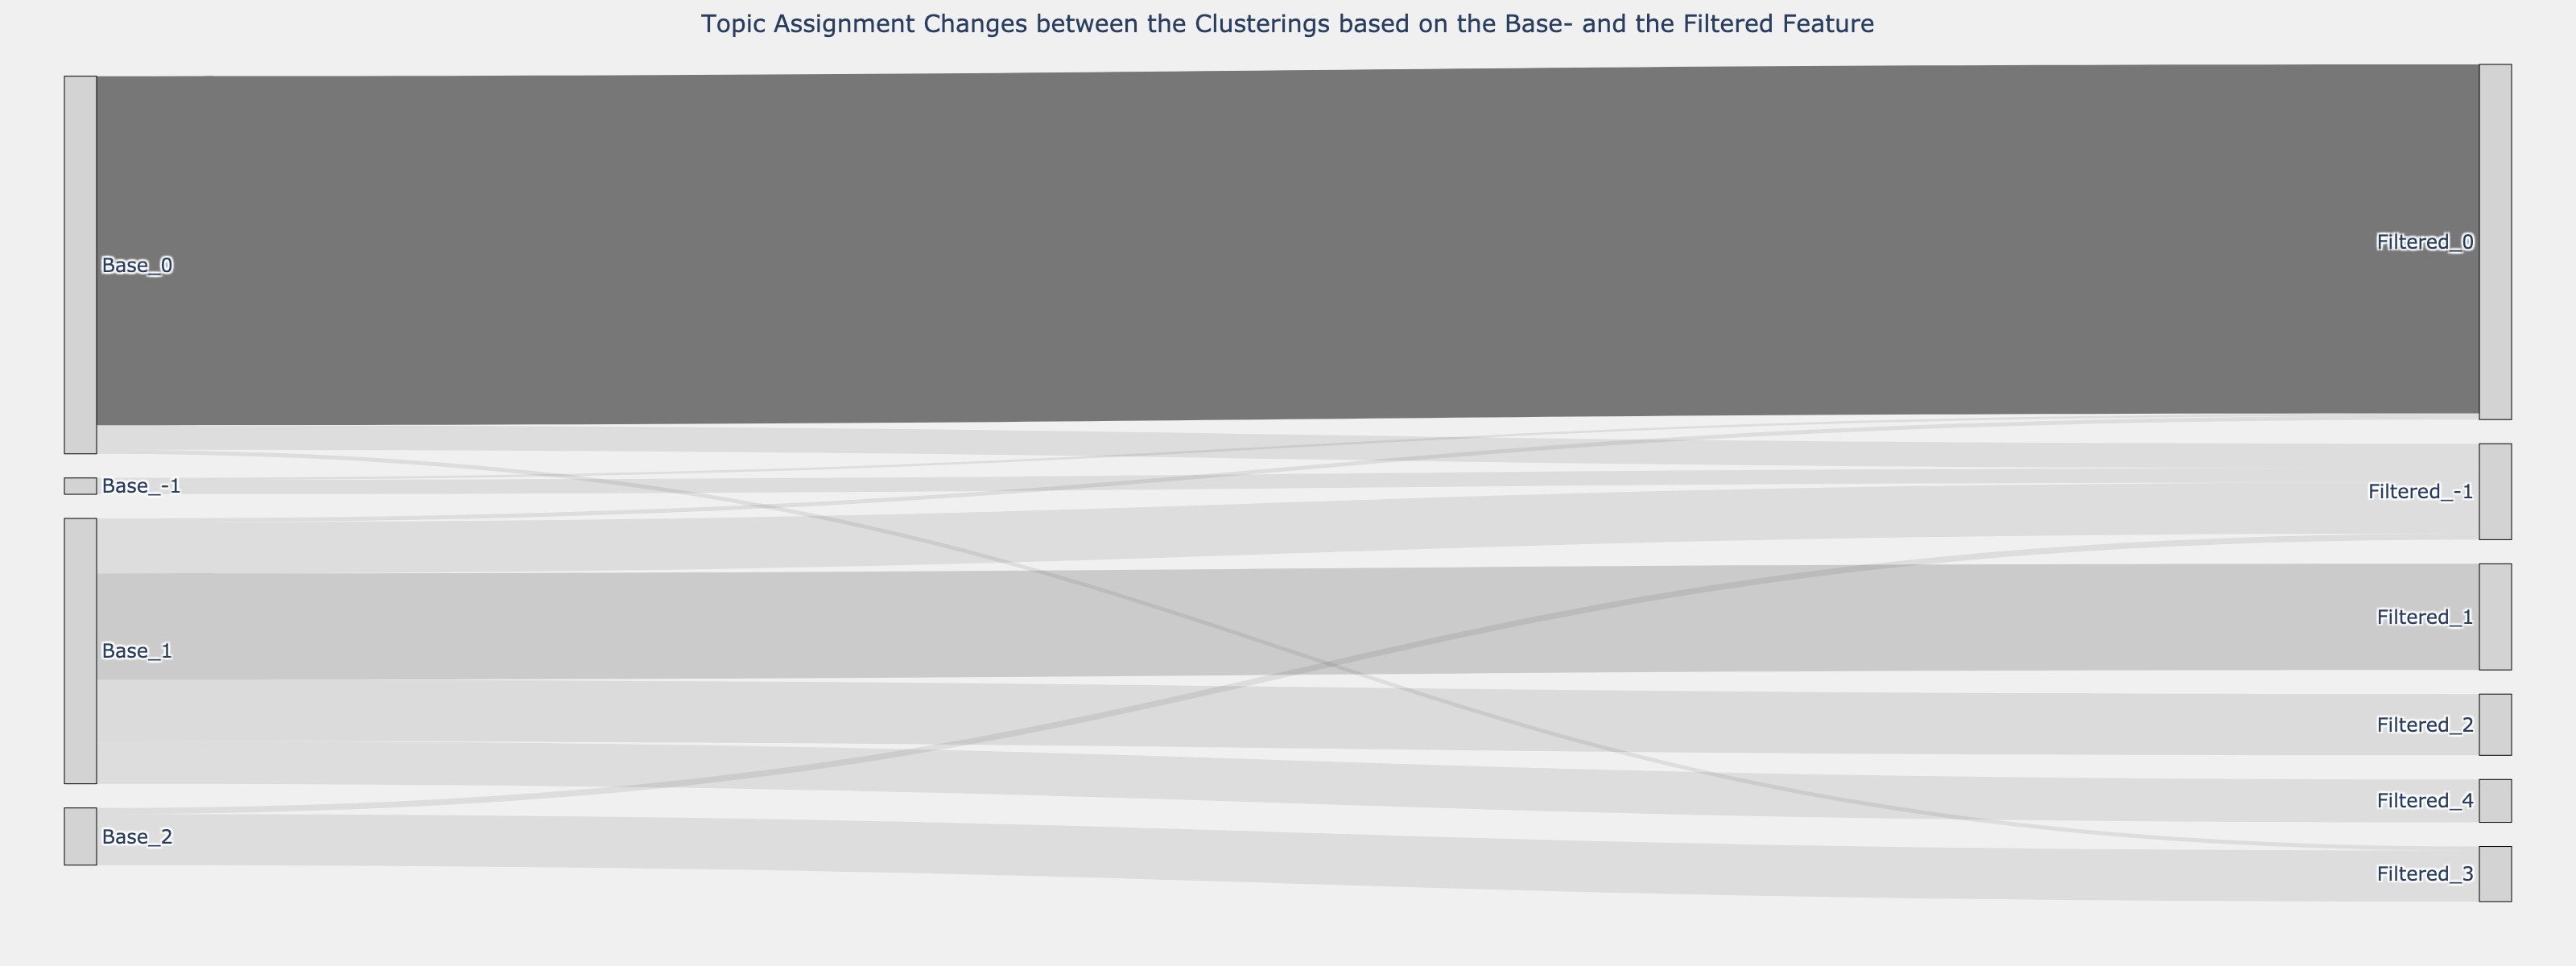 Topic Assignment Changes between the Clusterings based on the Base- and the Filtered Feature
Base_0
Base_-1
Base_1
Base_2
Filtered_0
Filtered_-1
Filtered_1
Filtered_2
Filtered_4
Filtered_3